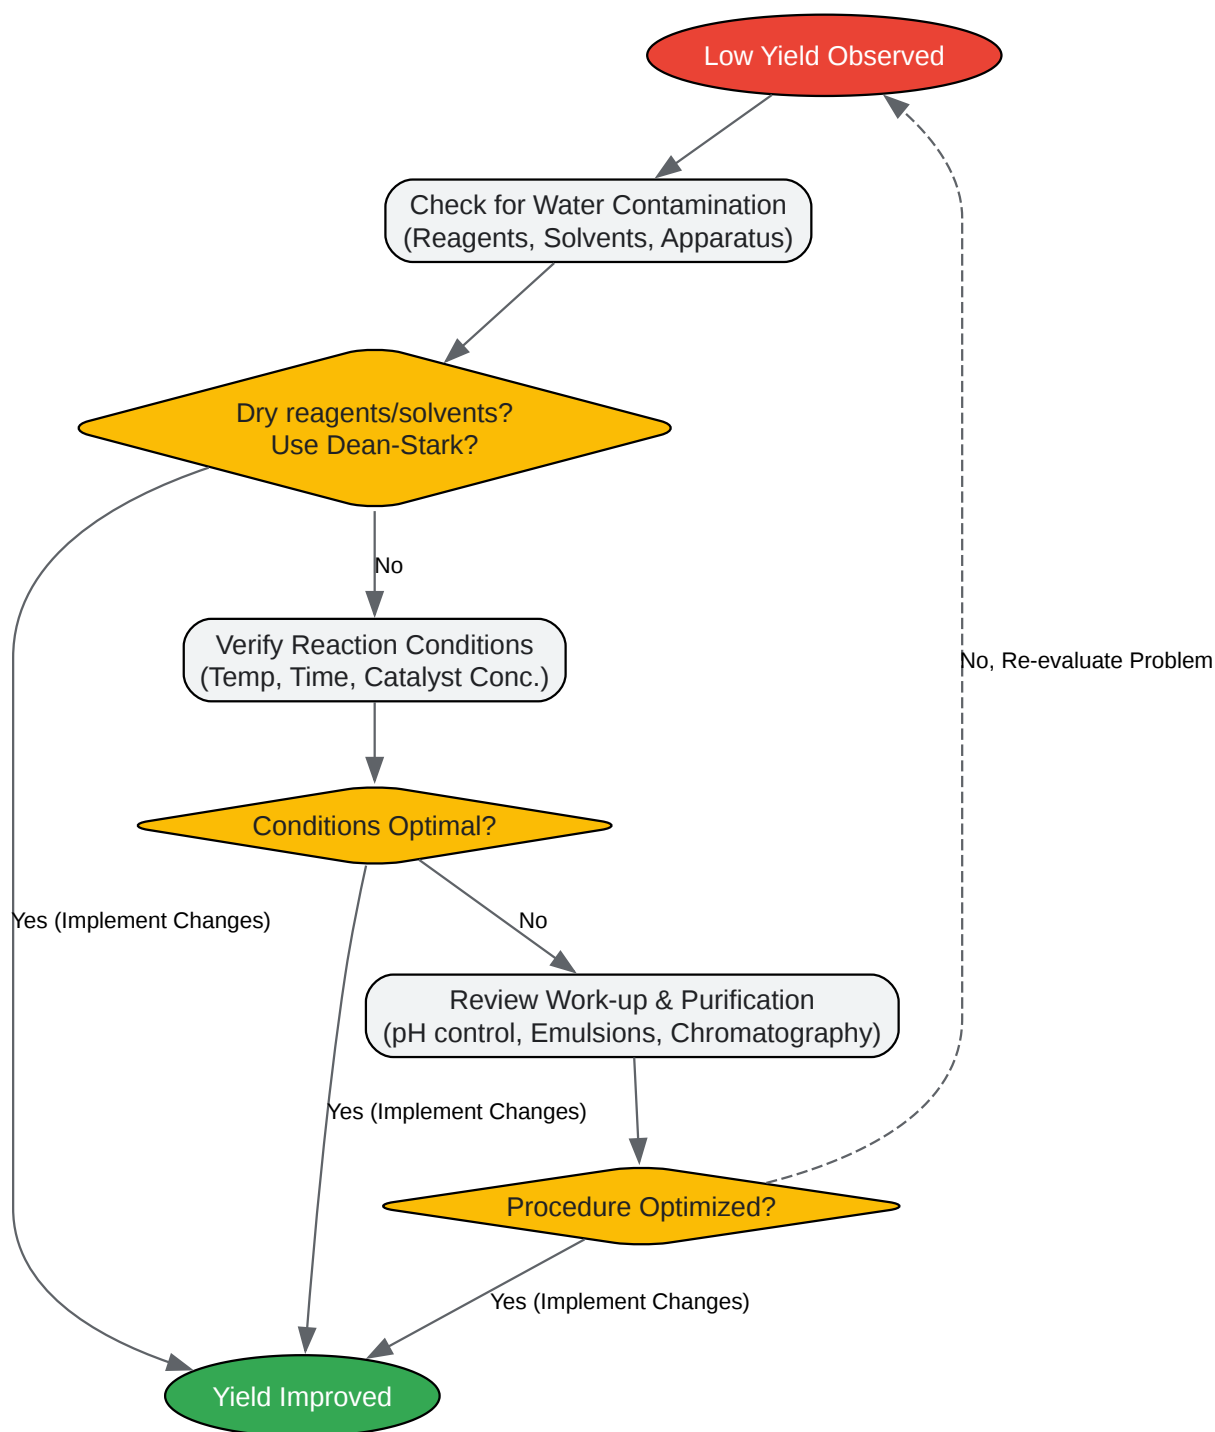 Low Yield Observed
Check for Water Contamination
(Reagents, Solvents, Apparatus)
Dry reagents/solvents?
Use Dean-Stark?
No
Verify Reaction Conditions
(Temp, Time, Catalyst Conc.)
No, Re-evaluate Problem
Conditions Optimal?
Yes (Implement Changes)
No
Review Work-up & Purification
(pH control, Emulsions, Chromatography)
Yes (Implement Changes)
Procedure Optimized?
Yes (Implement Changes)
Yield Improved